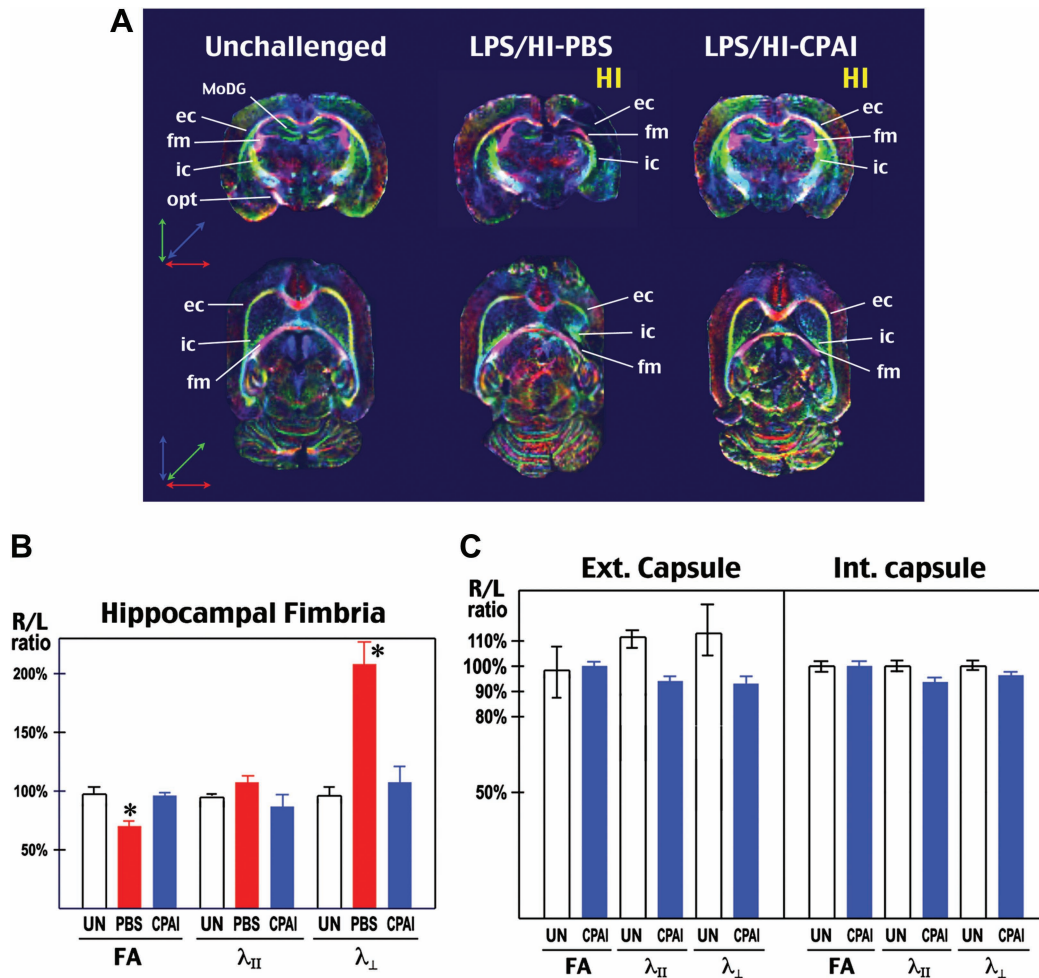 A
Unchallenged LPS/HI-PBS LPS/HI-CPAI
HI HI
MoDG
ec
fm
ic
opt
ec
fm
ic
ec
fm
ic
ec
ic
fm
ec
ic
fm
ec
ic
fm
B
Hippocampal Fimbria
R/L
ratio
200%
150%
100%
50%
UN PBS CPAI UN PBS CPAI UN PBS CPAI
FA λII λ⊥
* *
C
Ext. Capsule Int. capsule
R/L
ratio
110%
100%
90%
80%
50%
UN CPAI UN CPAI UN CPAI UN CPAI UN CPAI UN CPAI
FA λII λ⊥ FA λII λ⊥